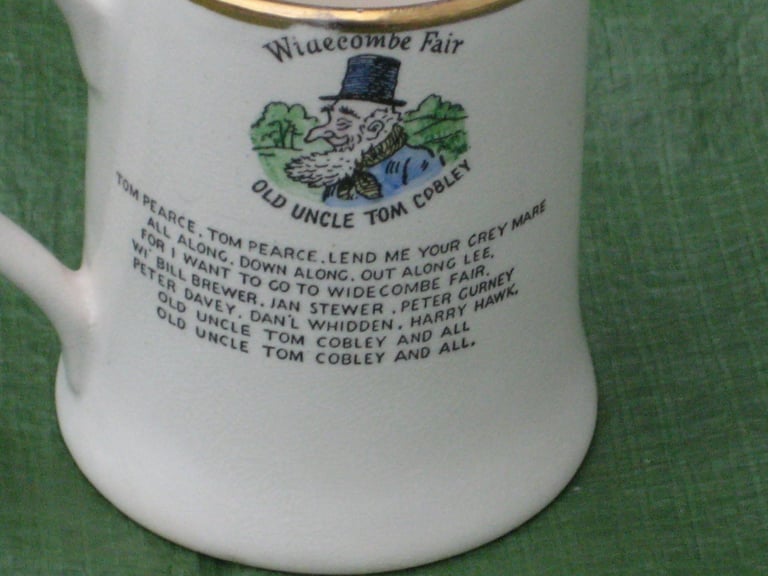 Widecombe Fair
OLD UNCLE TOM COBLEY
TOM PEARCE. TOM PEARCE. LEND ME YOUR GREY MARE
ALL ALONG. DOWN ALONG. OUT ALONG LEE.
FOR I WANT TO GO TO WIDECOMBE FAIR.
WI' BILL BREWER. JAN STEWER. PETER GURNEY
PETER DAVEY. DAN'L WHIDDEN. HARRY HAWK.
OLD UNCLE TOM COBLEY AND ALL
OLD UNCLE TOM COBLEY AND ALL.